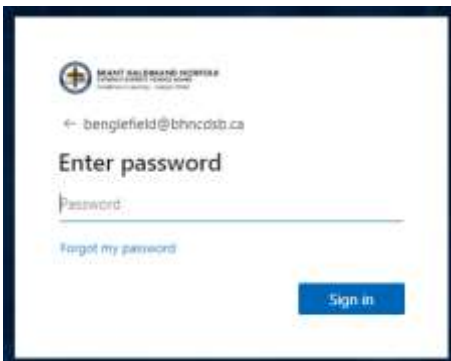 BRANT HALDIMAND NORFOLK
← benglefield@bhncdsb.ca
Enter password
Password
Forgot my password
Sign in